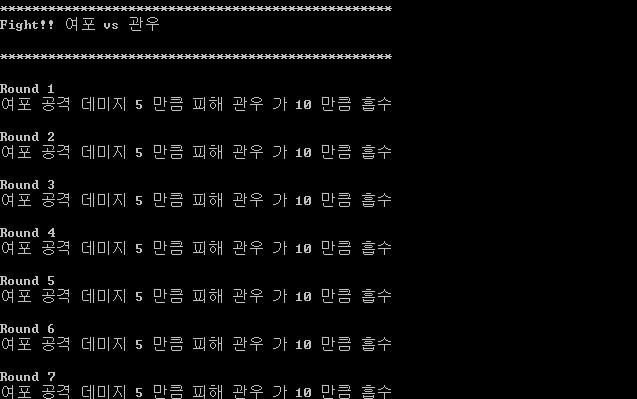 *************************************************
Fight!! 여포 vs 관우
*************************************************
Round 1
여포 공격 데미지 5 만큼 피해 관우 가 10 만큼 흡수
Round 2
여포 공격 데미지 5 만큼 피해 관우 가 10 만큼 흡수
Round 3
여포 공격 데미지 5 만큼 피해 관우 가 10 만큼 흡수
Round 4
여포 공격 데미지 5 만큼 피해 관우 가 10 만큼 흡수
Round 5
여포 공격 데미지 5 만큼 피해 관우 가 10 만큼 흡수
Round 6
여포 공격 데미지 5 만큼 피해 관우 가 10 만큼 흡수
Round 7
여포 공격 데미지 5 만큼 피해 관우 가 10 만큼 흡수